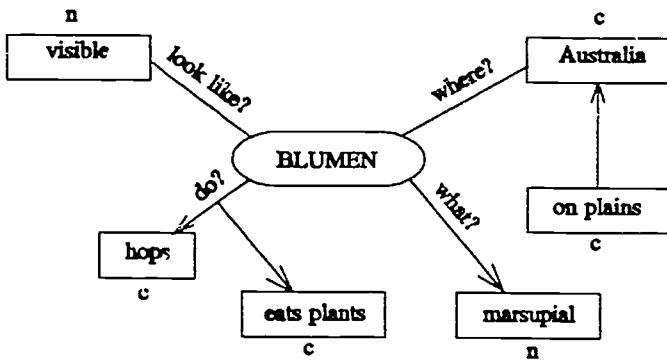 n
visible
look like?
c
Australia
where?
BLUMEN
do?
what?
hops
c
eats plants
c
on plains
c
marsupial
n